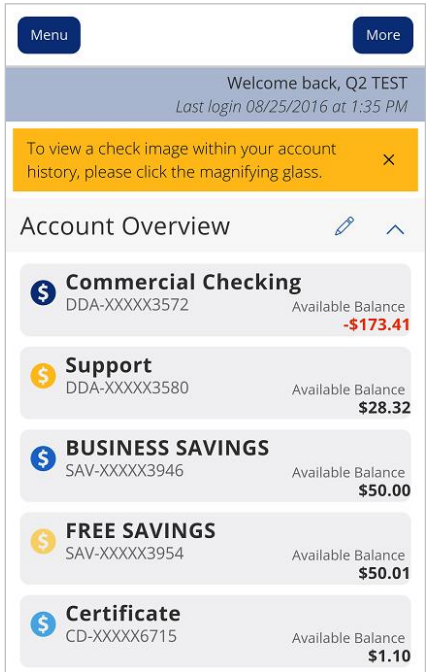 Menu
More
Welcome back, Q2 TEST
Last login 08/25/2016 at 1:35 PM
To view a check image within your account
history, please click the magnifying glass.
×
Account Overview
$
Commercial Checking
DDA-XXXXX3572
Available Balance
-$173.41
$
Support
DDA-XXXXX3580
Available Balance
$28.32
$
BUSINESS SAVINGS
SAV-XXXXX3946
Available Balance
$50.00
$
FREE SAVINGS
SAV-XXXXX3954
Available Balance
$50.01
$
Certificate
CD-XXXXX6715
Available Balance
$1.10